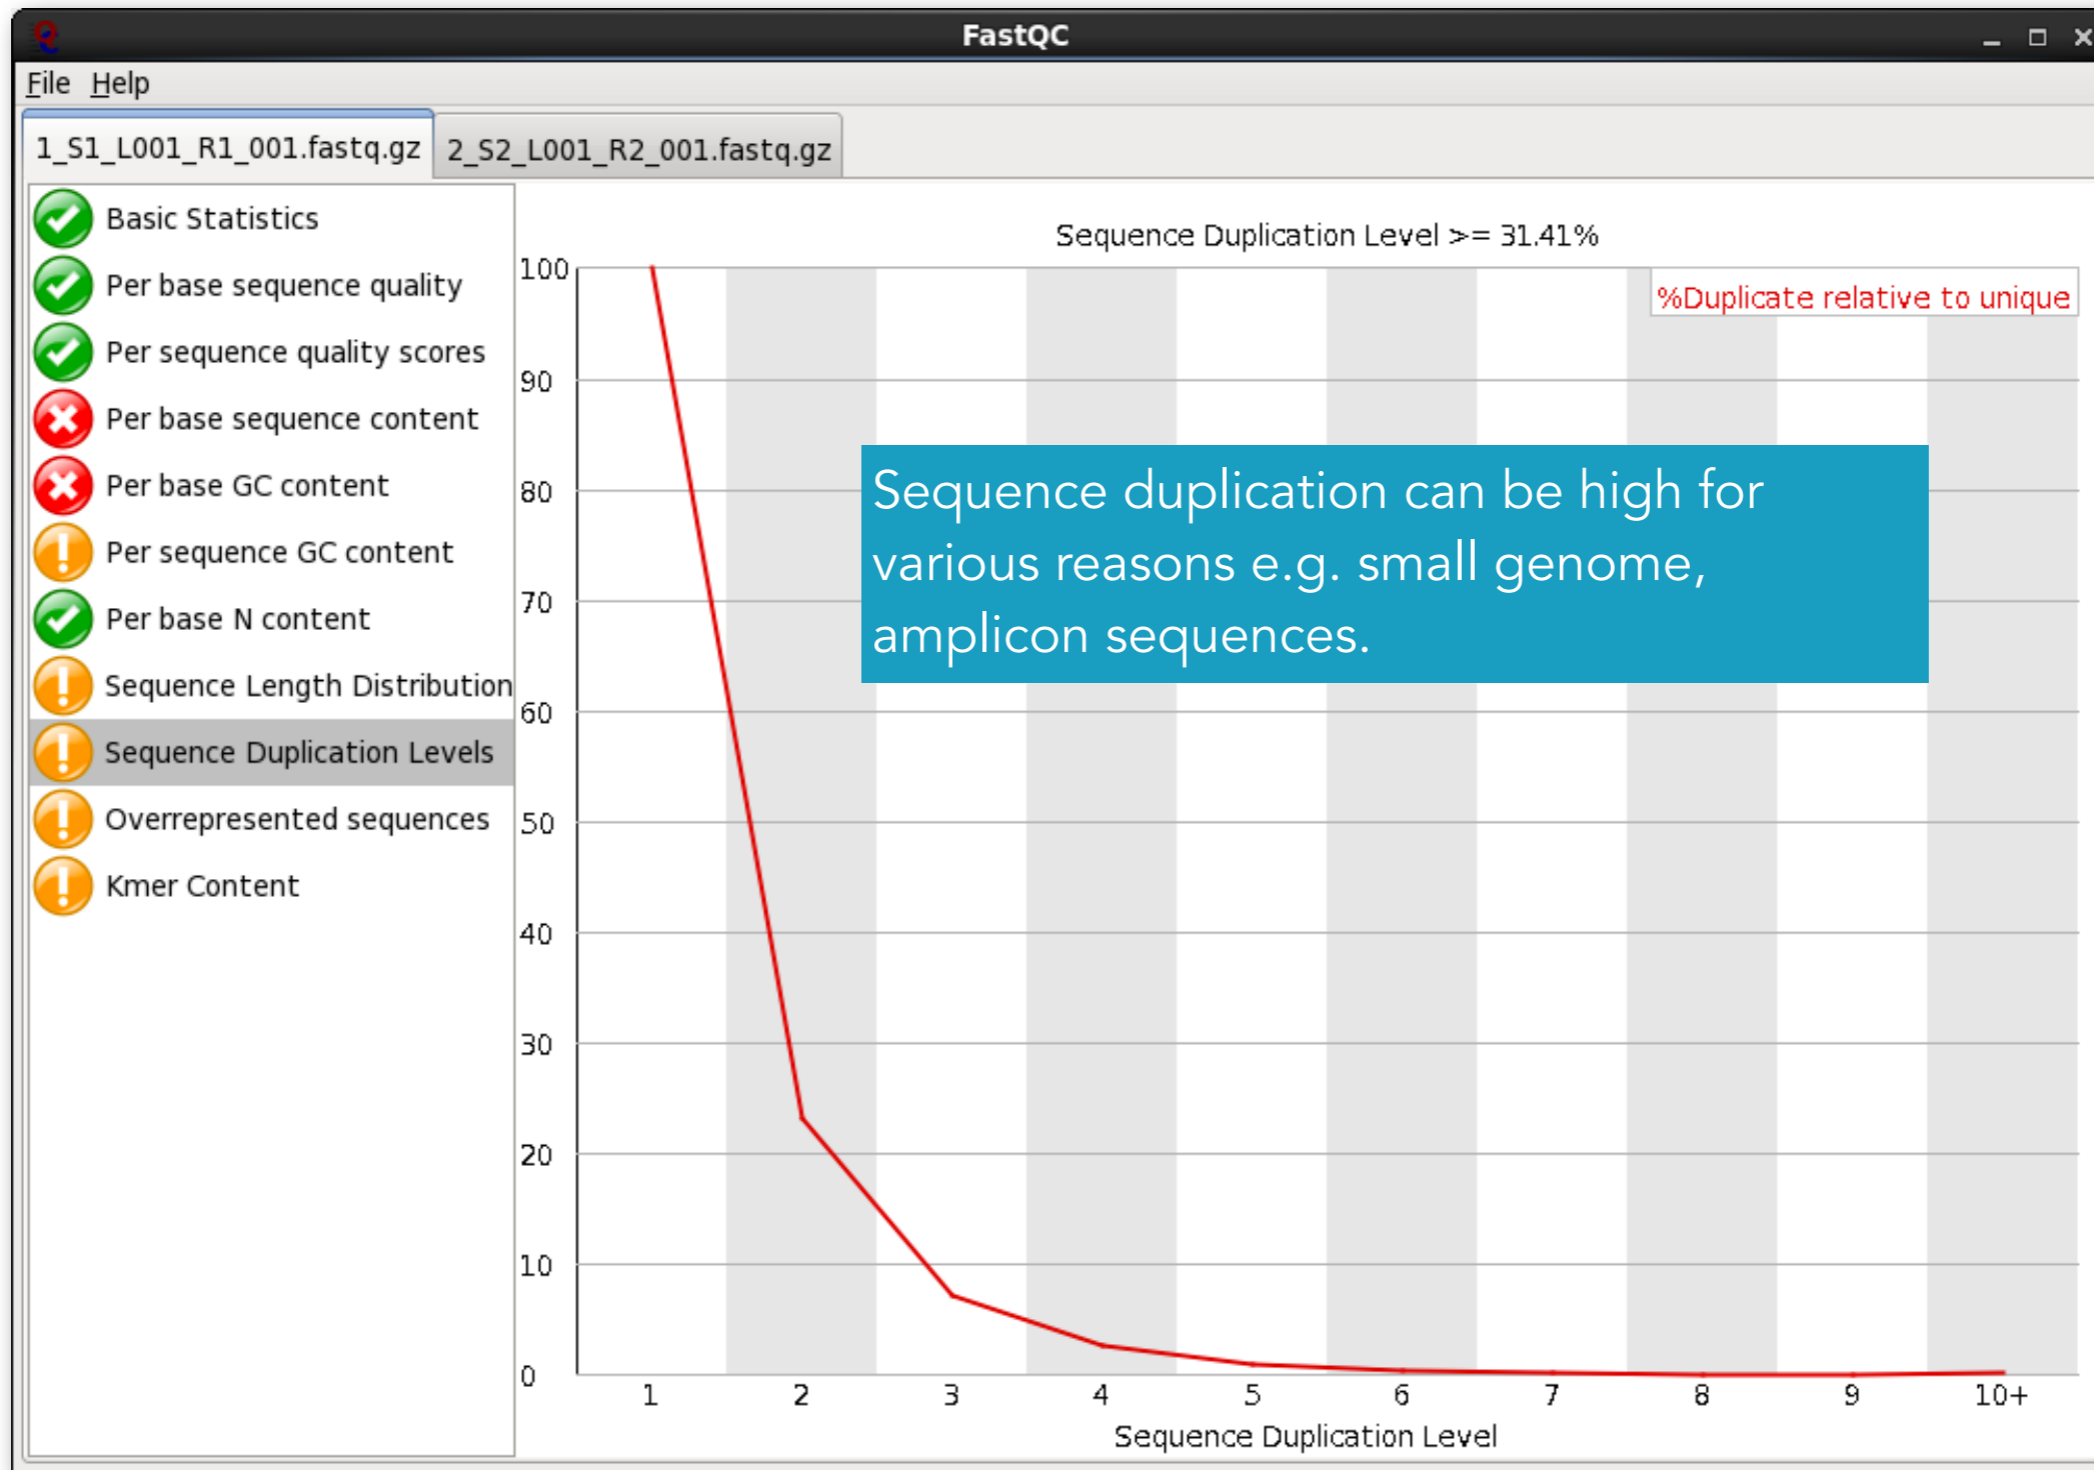 FastQC
File Help
1_S1_L001_R1_001.fastq.gz 2_S2_L001_R2_001.fastq.gz
Basic Statistics
Per base sequence quality
Per sequence quality scores
Per base sequence content
Per base GC content
Per sequence GC content
Per base N content
Sequence Length Distribution
Sequence Duplication Levels
Overrepresented sequences
Kmer Content
Sequence Duplication Level >= 31.41%
%Duplicate relative to unique
100
90
80
70
60
50
40
30
20
10
0
Sequence duplication can be high for
various reasons e.g. small genome,
amplicon sequences.
1 2 3 4 5 6 7 8 9 10+
Sequence Duplication Level